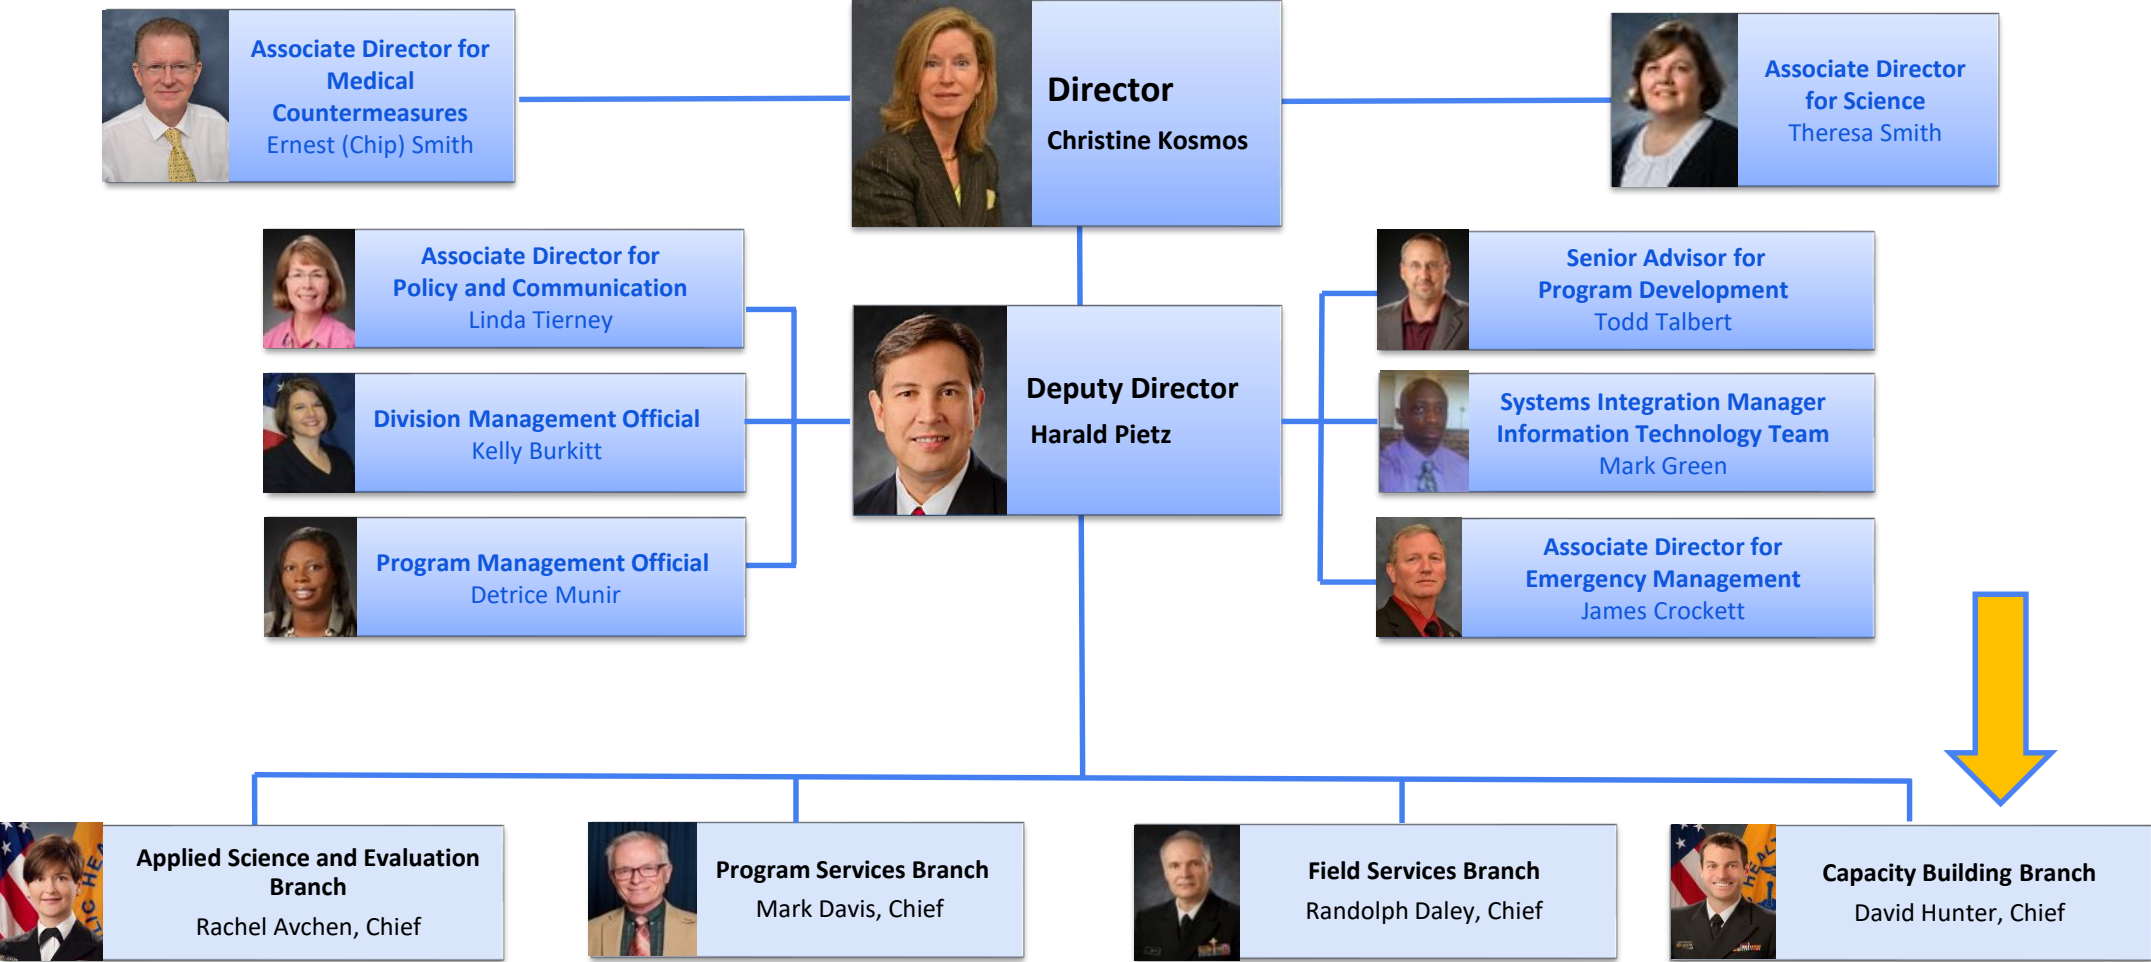 Associate Director for
Medical
Countermeasures
Ernest (Chip) Smith
Director
Christine Kosmos
Associate Director
for Science
Theresa Smith
Associate Director for
Policy and Communication
Linda Tierney
Division Management Official
Kelly Burkitt
Program Management Official
Detrice Munir
Deputy Director
Harald Pietz
Senior Advisor for
Program Development
Todd Talbert
Systems Integration Manager
Information Technology Team
Mark Green
Associate Director for
Emergency Management
James Crockett
Applied Science and Evaluation
Branch
Rachel Avchen, Chief
Program Services Branch
Mark Davis, Chief
Field Services Branch
Randolph Daley, Chief
Capacity Building Branch
David Hunter, Chief